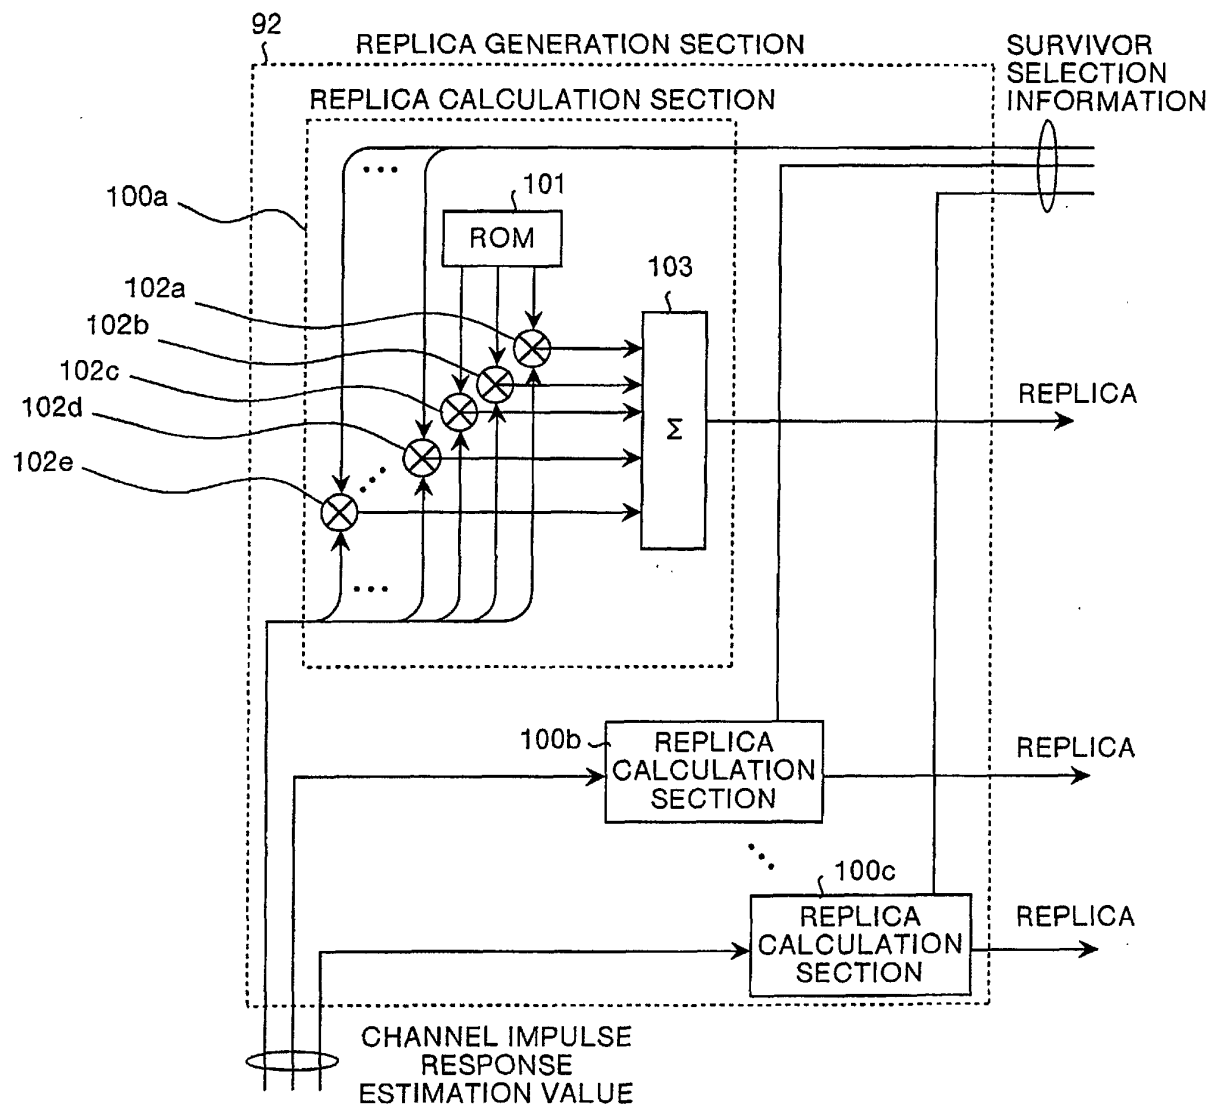 92
REPLICA GENERATION SECTION
SURVIVOR
SELECTION
INFORMATION
REPLICA CALCULATION SECTION
100a
101
ROM
103
102a
102b
102c
102d
102e
Σ
REPLICA
100b
REPLICA
CALCULATION
SECTION
REPLICA
100c
REPLICA
CALCULATION
SECTION
REPLICA
CHANNEL IMPULSE
RESPONSE
ESTIMATION VALUE